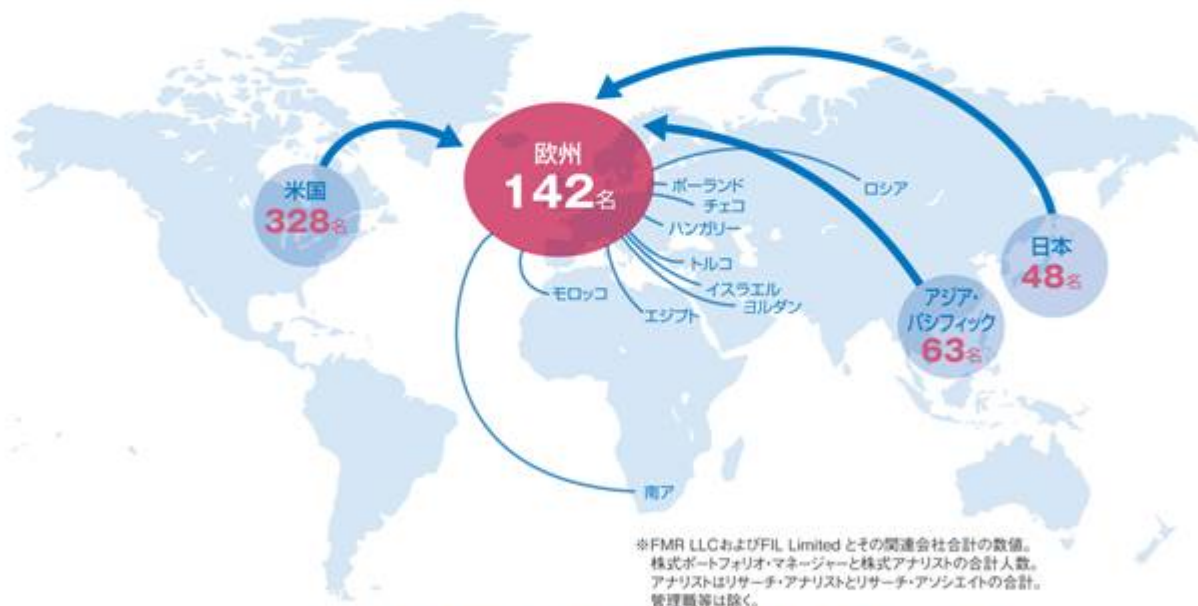 欧州
142名
米国
328名
ポーランド
チェコ
ハンガリー
ロシア
トルコ
イスラエル
ヨルダン
エジプト
モロッコ
南ア
日本
48名
アジア・
パシフィック
63名
※FMR LLCおよびFIL Limited とその関連会社合計の数値。
株式ポートフォリオ・マネージャーと株式アナリストの合計人数。
アナリストはリサーチ・アナリストとリサーチ・アソシエイトの合計。
管理職等は除く。